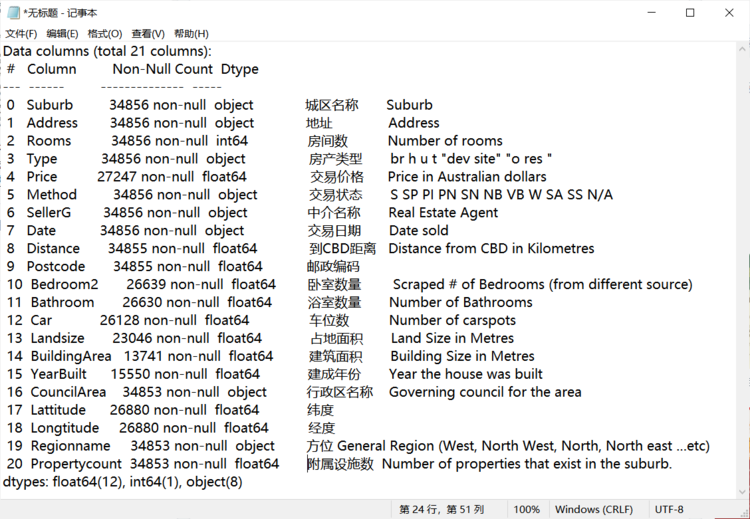 *无标题 - 记事本
文件(F) 编辑(E) 格式(O) 查看(V) 帮助(H)
Data columns (total 21 columns):
# Column Non-Null Count Dtype
--- ------ -------------- -----
0 Suburb 34856 non-null object 城区名称 Suburb
1 Address 34856 non-null object 地址 Address
2 Rooms 34856 non-null int64 房间数 Number of rooms
3 Type 34856 non-null object 房产类型 br h u t "dev site" "o res "
4 Price 27247 non-null float64 交易价格 Price in Australian dollars
5 Method 34856 non-null object 交易状态 S SP PI PN SN NB VB W SA SS N/A
6 SellerG 34856 non-null object 中介名称 Real Estate Agent
7 Date 34856 non-null object 交易日期 Date sold
8 Distance 34855 non-null float64 到CBD距离 Distance from CBD in Kilometres
9 Postcode 34855 non-null float64 邮政编码
10 Bedroom2 26639 non-null float64 卧室数量 Scraped # of Bedrooms (from different source)
11 Bathroom 26630 non-null float64 浴室数量 Number of Bathrooms
12 Car 26128 non-null float64 车位数 Number of carspots
13 Landsize 23046 non-null float64 占地面积 Land Size in Metres
14 BuildingArea 13741 non-null float64 建筑面积 Building Size in Metres
15 YearBuilt 15550 non-null float64 建成年份 Year the house was built
16 CouncilArea 34853 non-null object 行政区名称 Governing council for the area
17 Lattitude 26880 non-null float64 纬度
18 Longtitude 26880 non-null float64 经度
19 Regionname 34853 non-null object 方位 General Region (West, North West, North, North east ...etc)
20 Propertycount 34853 non-null float64 附属设施数 Number of properties that exist in the suburb.
dtypes: float64(12), int64(1), object(8)
第 24 行，第 51 列 100% Windows (CRLF) UTF-8